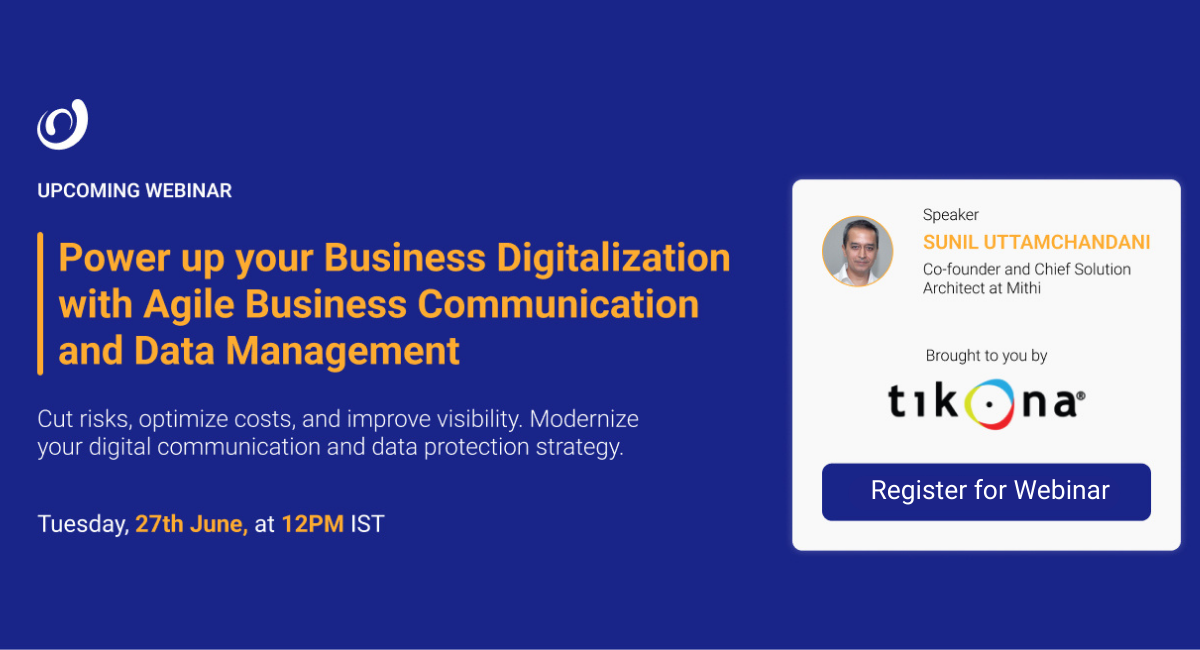 UPCOMING WEBINAR
Power up your Business Digitalization
with Agile Business Communication
and Data Management
Cut risks, optimize costs, and improve visibility. Modernize
your digital communication and data protection strategy.
Tuesday, 27th June, at 12PM IST
Speaker
SUNIL UTTAMCHANDANI
Co-founder and Chief Solution
Architect at Mithi
Brought to you by
tikona®
Register for Webinar